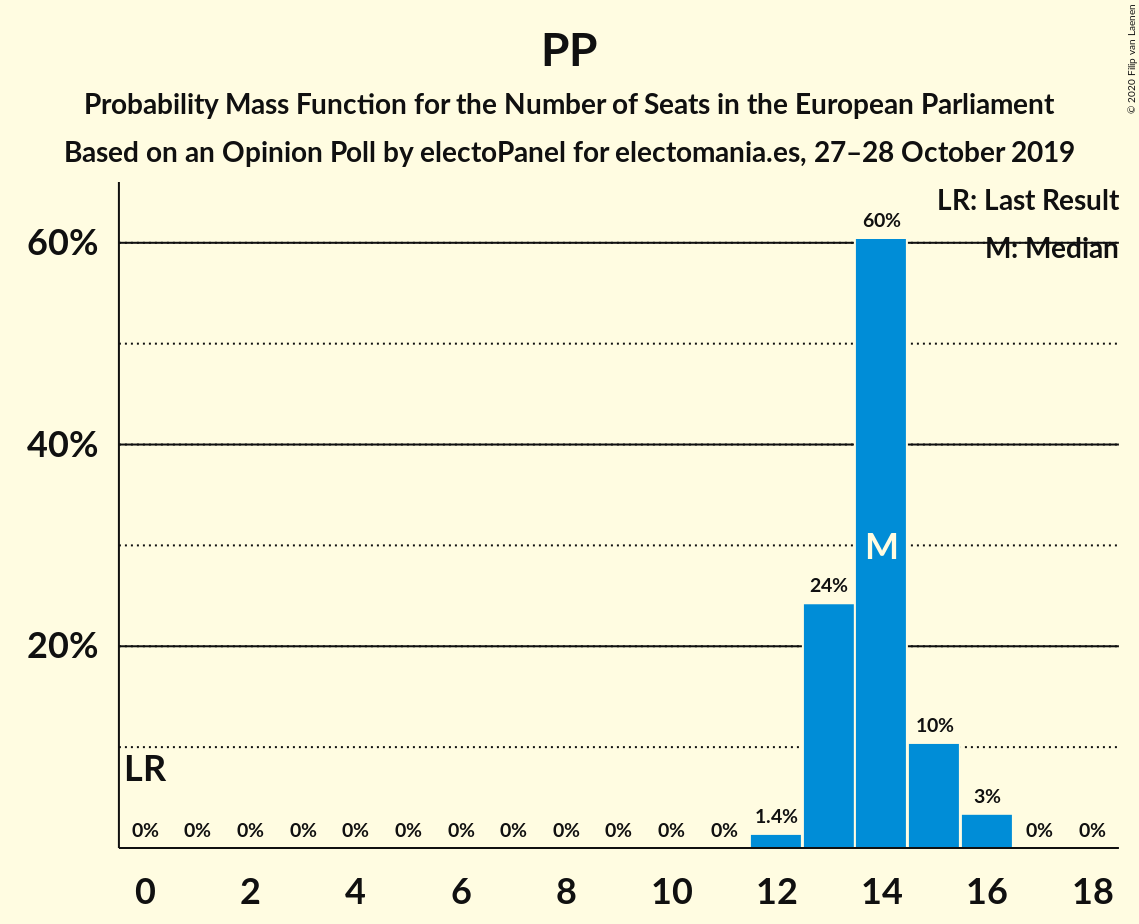 PP
Probability Mass Function for the Number of Seats in the European Parliament
Based on an Opinion Poll by electoPanel for electomania.es, 27–28 October 2019
© 2020 Filip van Laenen
LR: Last Result
M: Median
60%
40%
20%
60%
M
24%
10%
LR
3%
1.4%
0% 0% 0% 0% 0% 0% 0% 0% 0% 0% 0% 0% 0% 0%
0 2 4 6 8 10 12 14 16 18